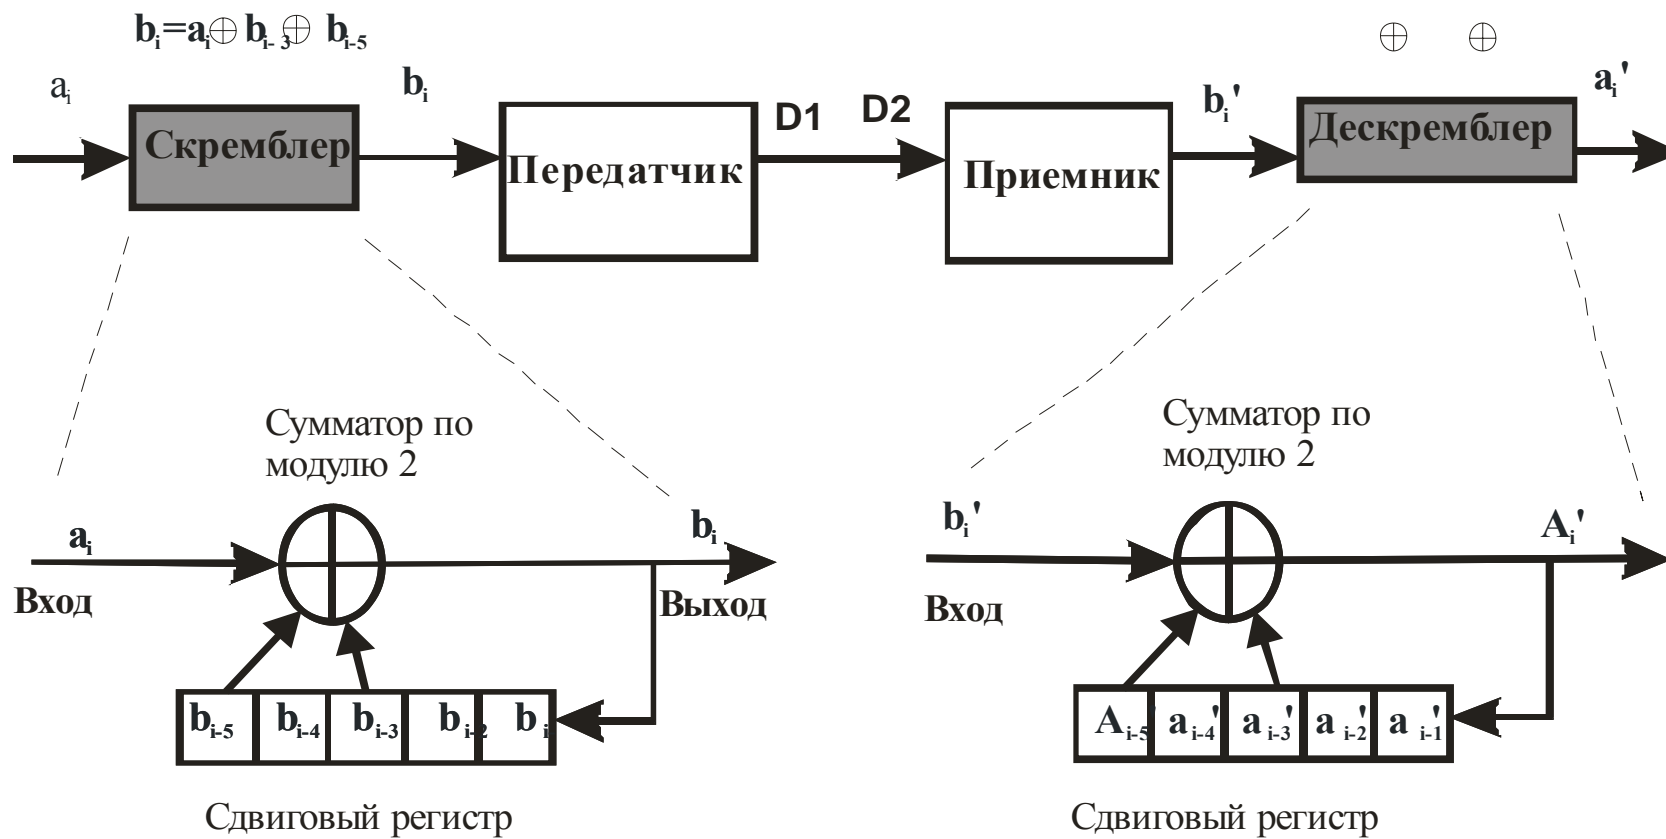 bᵢ=aᵢ⊕ bᵢ₋₃⊕ bᵢ₋₅
⊕ ⊕
aᵢ
bᵢ
D1
D2
bᵢ'
aᵢ'
Скремблер
Передатчик
Приемник
Дескремблер
Сумматор по
модулю 2
Сумматор по
модулю 2
aᵢ
bᵢ
bᵢ'
Aᵢ'
Вход
Выход
Вход
bᵢ₋₅ bᵢ₋₄ bᵢ₋₃ bᵢ₋₂ bᵢ
Aᵢ₋₅' aᵢ₋₄' aᵢ₋₃' aᵢ₋₂' aᵢ₋₁'
Сдвиговый регистр
Сдвиговый регистр